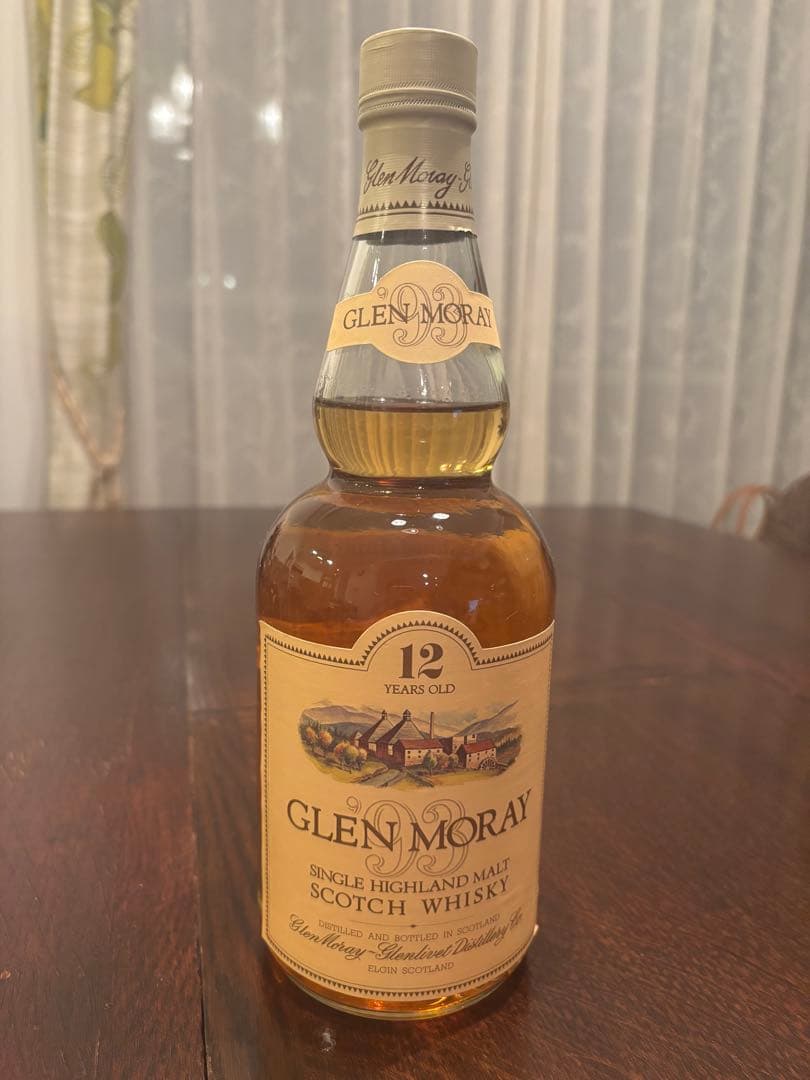 Glen Moray-G
'93
GLEN MORAY
12
YEARS OLD
'93
GLEN MORAY
SINGLE HIGHLAND MALT
SCOTCH WHISKY
DISTILLED AND BOTTLED IN SCOTLAND
Glen Moray-Glenlivet Distillery Co.
ELGIN SCOTLAND